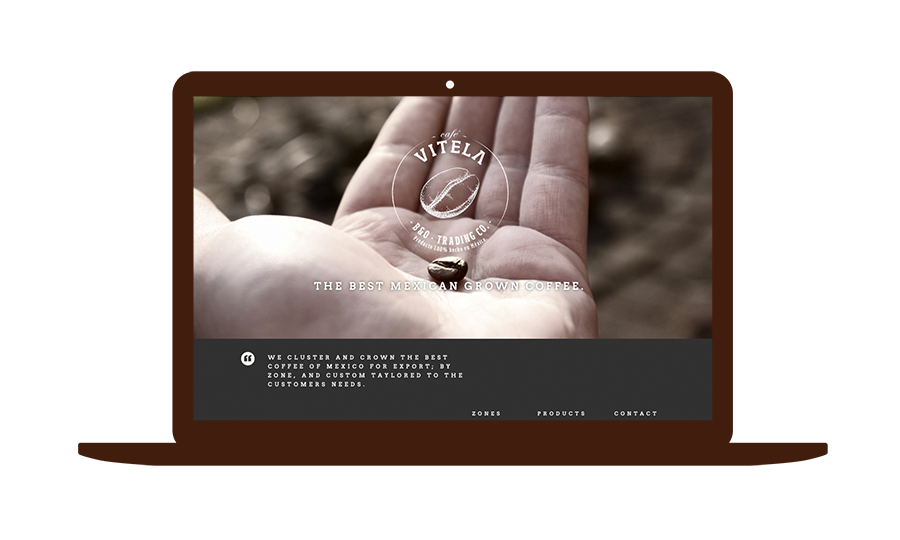 café
VITELA
B&O - TRADING CO.
Producto 100% hecho en México
THE BEST MEXICAN GROWN COFFEE.
WE CLUSTER AND CROWN THE BEST
COFFEE OF MEXICO FOR EXPORT; BY
ZONE, AND CUSTOM TAYLORED TO THE
CUSTOMERS NEEDS.
ZONES PRODUCTS CONTACT